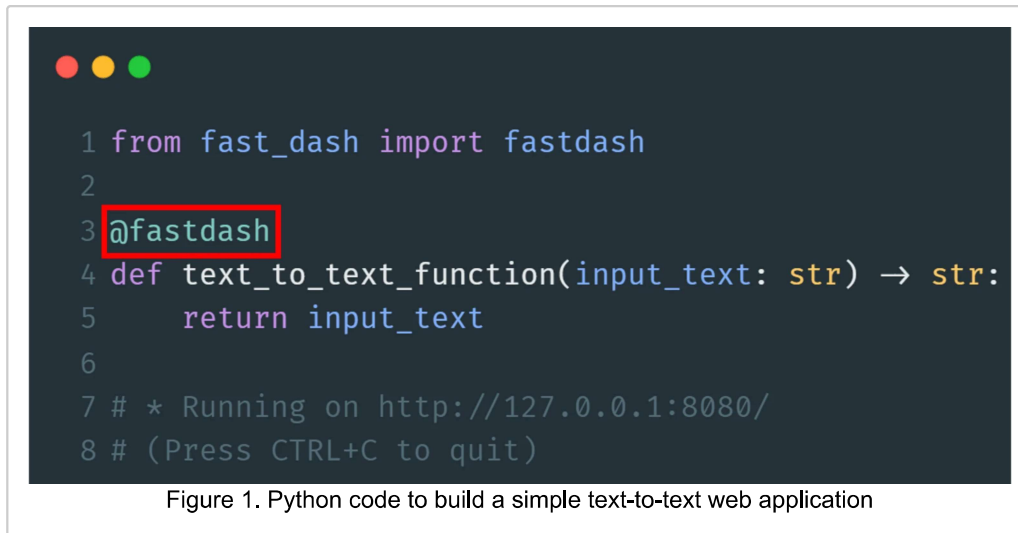 1 from fast_dash import fastdash
2
3 @fastdash
4 def text_to_text_function(input_text: str) → str:
5     return input_text
6
7 # * Running on http://127.0.0.1:8080/
8 # (Press CTRL+C to quit)
Figure 1. Python code to build a simple text-to-text web application